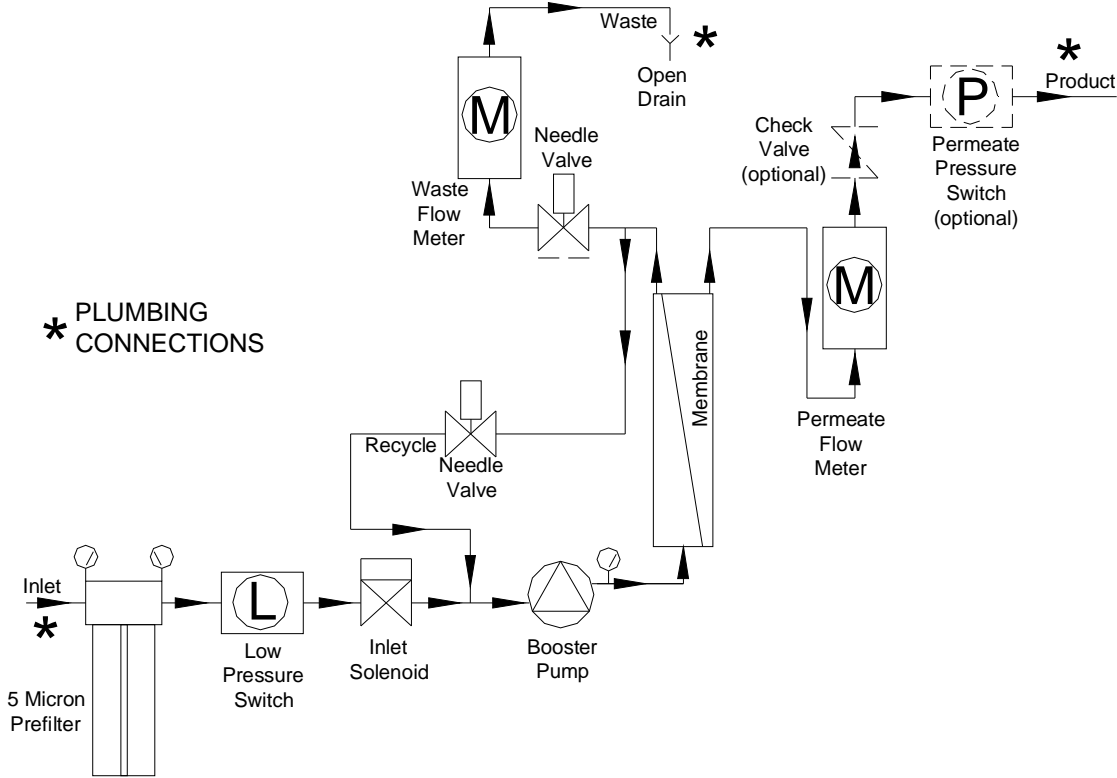 Waste
*
Open
Drain
M
Needle
Valve
Waste
Flow
Meter
*
Product
P
Check
Valve
(optional)
Permeate
Pressure
Switch
(optional)
M
Permeate
Flow
Meter
Membrane
* PLUMBING
CONNECTIONS
Recycle
Needle
Valve
Inlet
*
5 Micron
Prefilter
L
Low
Pressure
Switch
Inlet
Solenoid
Booster
Pump